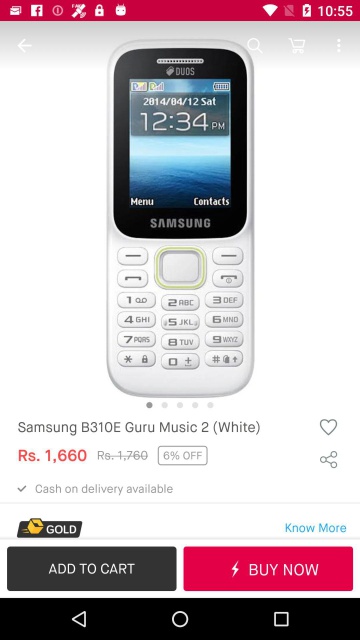 10:55
DUOS
2014/04/12 Sat
12:34 PM
Menu Contacts
SAMSUNG
1 2 ABC 3 DEF
4 GHI 5 JKL 6 MNO
7 PQRS 8 TUV 9 WXYZ
* 0 + #
Samsung B310E Guru Music 2 (White)
Rs. 1,660 Rs. 1,760 6% OFF
Cash on delivery available
GOLD Know More
ADD TO CART BUY NOW